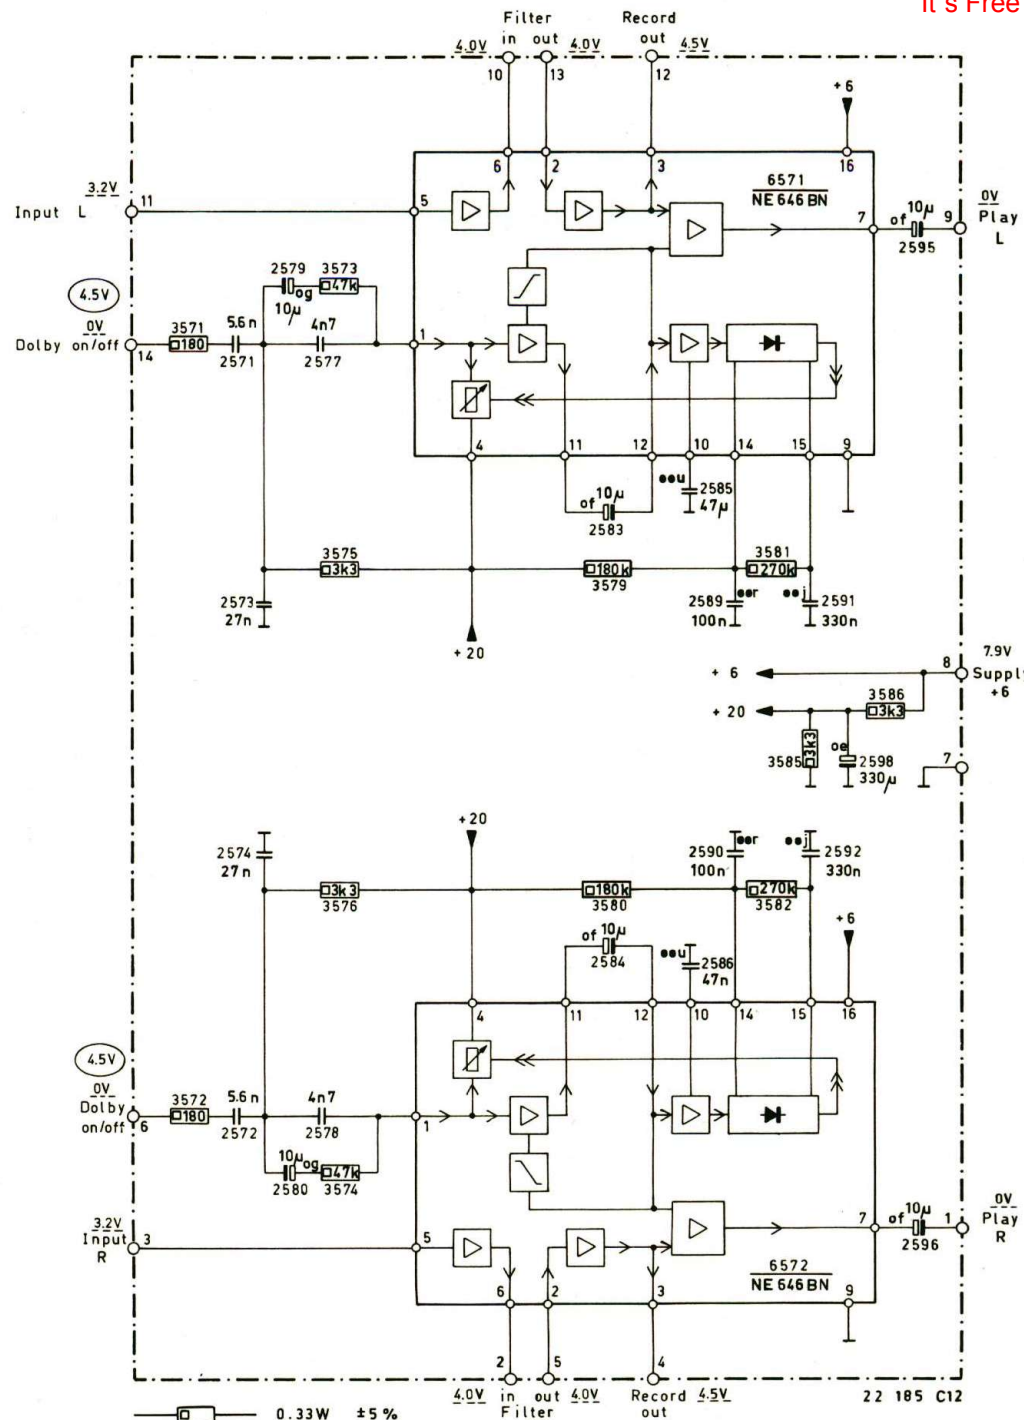 It's Free
Filter
in out
Record
out
4.0V 4.0V 4.5V
10 13 12
+6
6 2 3 16
6571
NE 646 BN
3.2V
Input L
11 5
7
of 10µ
2595
9
0V
Play
L
4.5V
0V
Dolby on/off
14
3571
180
5.6n
2571
2579
10µ
og
3573
47k
4n7
2577
1
4 11 12 10 14 15 9
of 10µ
2583
oou
2585
47µ
3575
3k3
180k
3579
3581
270k
2573
27n
+20
2589
100n
oor
ooj
2591
330n
+ 6
8
7.9V
Supply
+6
3586
3k3
+ 20
3585
3k3
oe
2598
330µ
7
+20
2574
27n
3k3
3576
180k
3580
2590
100n
oor
ooj
2592
330n
270k
3582
+6
of 10µ
2584
oou
2586
47n
4 11 12 10 14 15 16
4.5V
0V
Dolby
on/off
6
3572
180
5.6n
2572
4n7
2578
1
10µ
2580
og
47k
3574
3.2V
Input
R
3 5
7
of 10µ
2596
1
0V
Play
R
6572
NE 646 BN
6 2 3 9
2 5 4
4.0V in out 4.0V
Filter
Record 4.5V
out
22 185 C12
0.33W ±5%